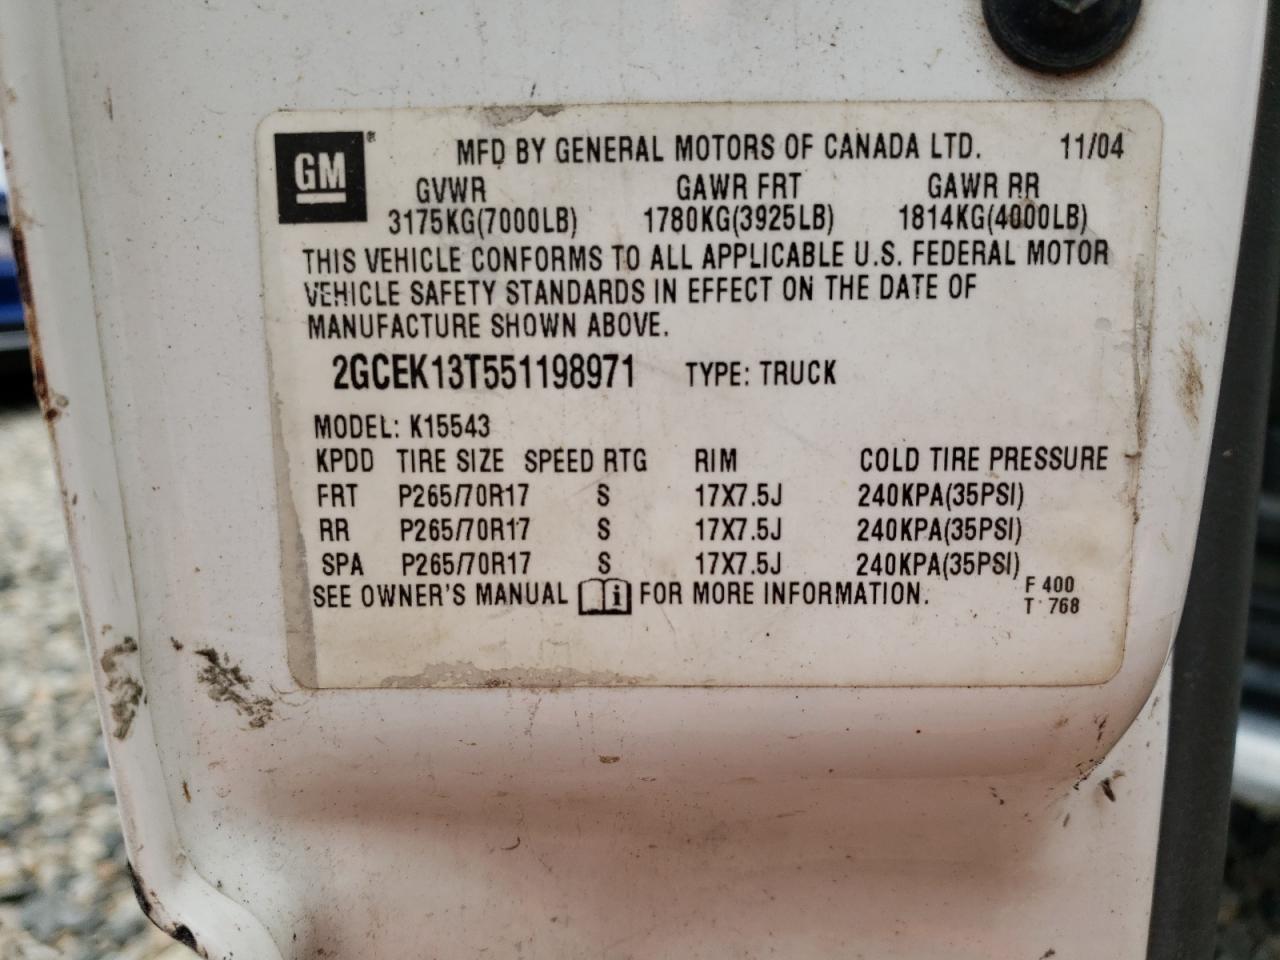 GM ® MFD BY GENERAL MOTORS OF CANADA LTD. 11/04
GVWR GAWR FRT GAWR RR
3175KG(7000LB) 1780KG(3925LB) 1814KG(4000LB)
THIS VEHICLE CONFORMS TO ALL APPLICABLE U.S. FEDERAL MOTOR
VEHICLE SAFETY STANDARDS IN EFFECT ON THE DATE OF
MANUFACTURE SHOWN ABOVE.
2GCEK13T551198971 TYPE: TRUCK
MODEL: K15543
KPDD TIRE SIZE SPEED RTG RIM COLD TIRE PRESSURE
FRT P265/70R17 S 17X7.5J 240KPA(35PSI)
RR P265/70R17 S 17X7.5J 240KPA(35PSI)
SPA P265/70R17 S 17X7.5J 240KPA(35PSI)
SEE OWNER'S MANUAL i FOR MORE INFORMATION. F 400
T 768